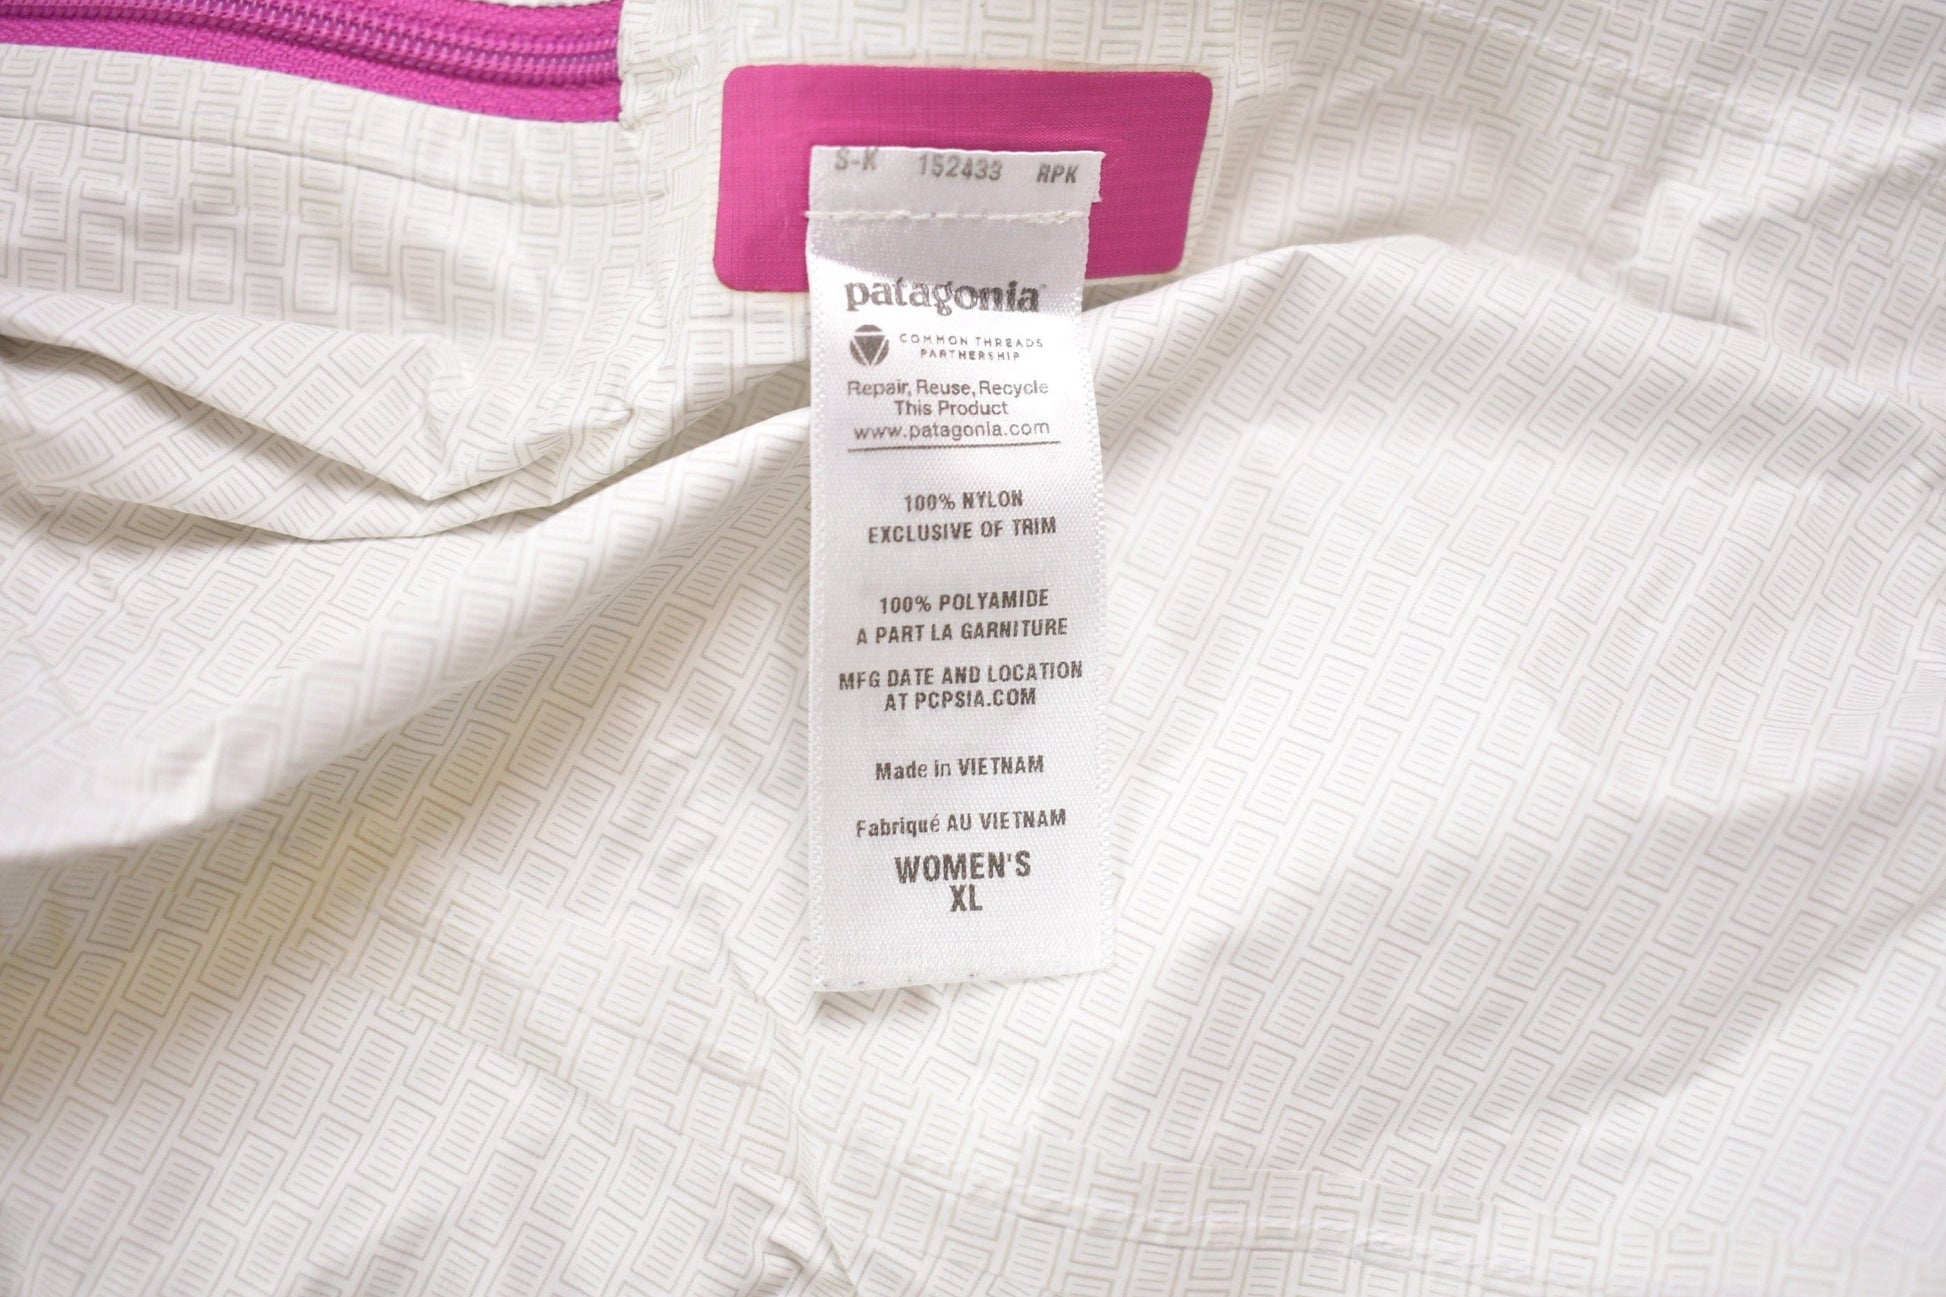 S-K 152433 RPK
patagonia
COMMON THREADS
PARTNERSHIP
Repair, Reuse, Recycle
This Product
www.patagonia.com
100% NYLON
EXCLUSIVE OF TRIM
100% POLYAMIDE
A PART LA GARNITURE
MFG DATE AND LOCATION
AT PCPSIA.COM
Made in VIETNAM
Fabriqué AU VIETNAM
WOMEN'S
XL